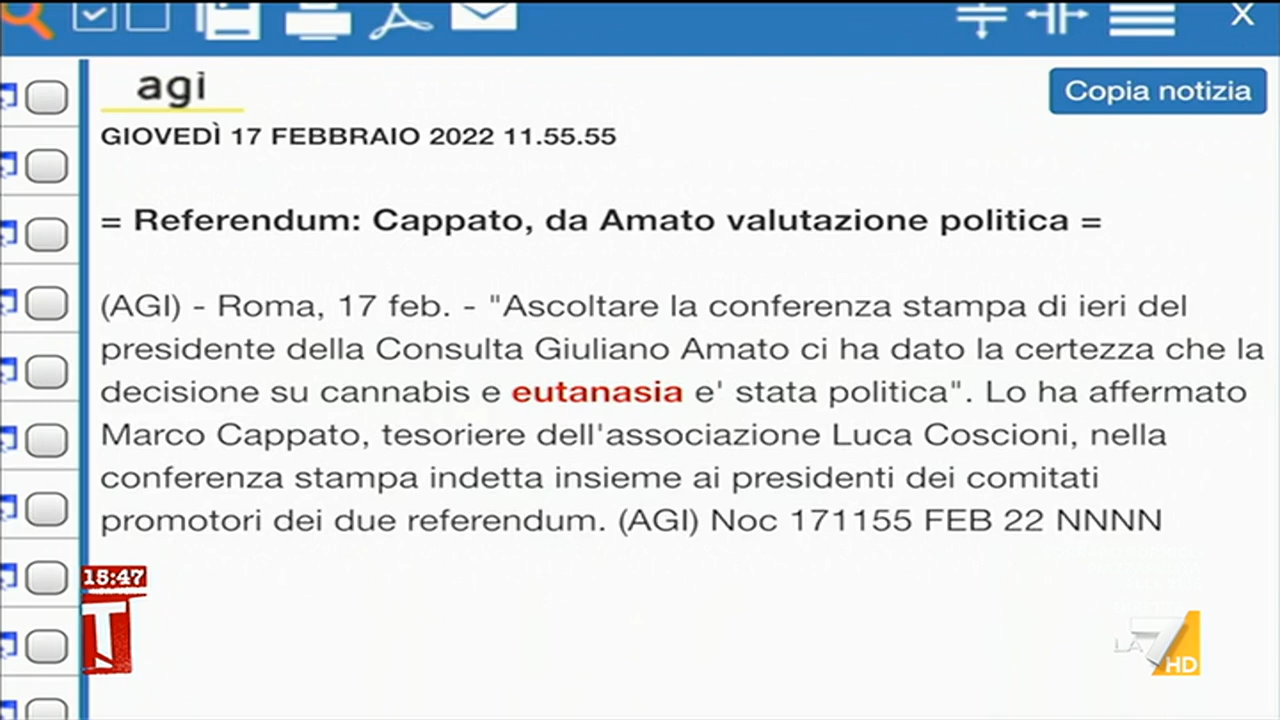 agi
Copia notizia
GIOVEDÌ 17 FEBBRAIO 2022 11.55.55
= Referendum: Cappato, da Amato valutazione politica =
(AGI) - Roma, 17 feb. - "Ascoltare la conferenza stampa di ieri del
presidente della Consulta Giuliano Amato ci ha dato la certezza che la
decisione su cannabis e eutanasia e' stata politica". Lo ha affermato
Marco Cappato, tesoriere dell'associazione Luca Coscioni, nella
conferenza stampa indetta insieme ai presidenti dei comitati
promotori dei due referendum. (AGI) Noc 171155 FEB 22 NNNN
15:47
T
LA 7 HD